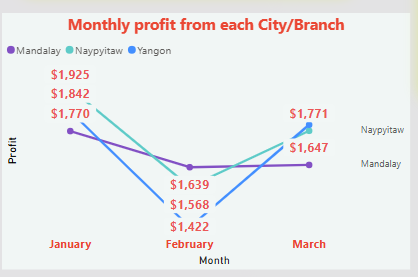 Monthly profit from each City/Branch
Mandalay Naypyitaw Yangon
$1,925
$1,842
$1,770
$1,771
$1,647
$1,639
$1,568
$1,422
Naypyitaw
Mandalay
Profit
January February March
Month